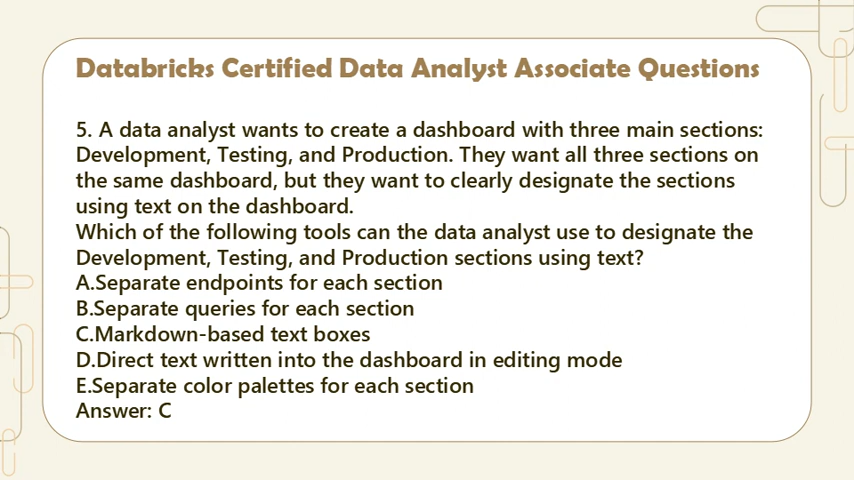 Databricks Certified Data Analyst Associate Questions
5. A data analyst wants to create a dashboard with three main sections:
Development, Testing, and Production. They want all three sections on
the same dashboard, but they want to clearly designate the sections
using text on the dashboard.
Which of the following tools can the data analyst use to designate the
Development, Testing, and Production sections using text?
A.Separate endpoints for each section
B.Separate queries for each section
C.Markdown-based text boxes
D.Direct text written into the dashboard in editing mode
E.Separate color palettes for each section
Answer: C